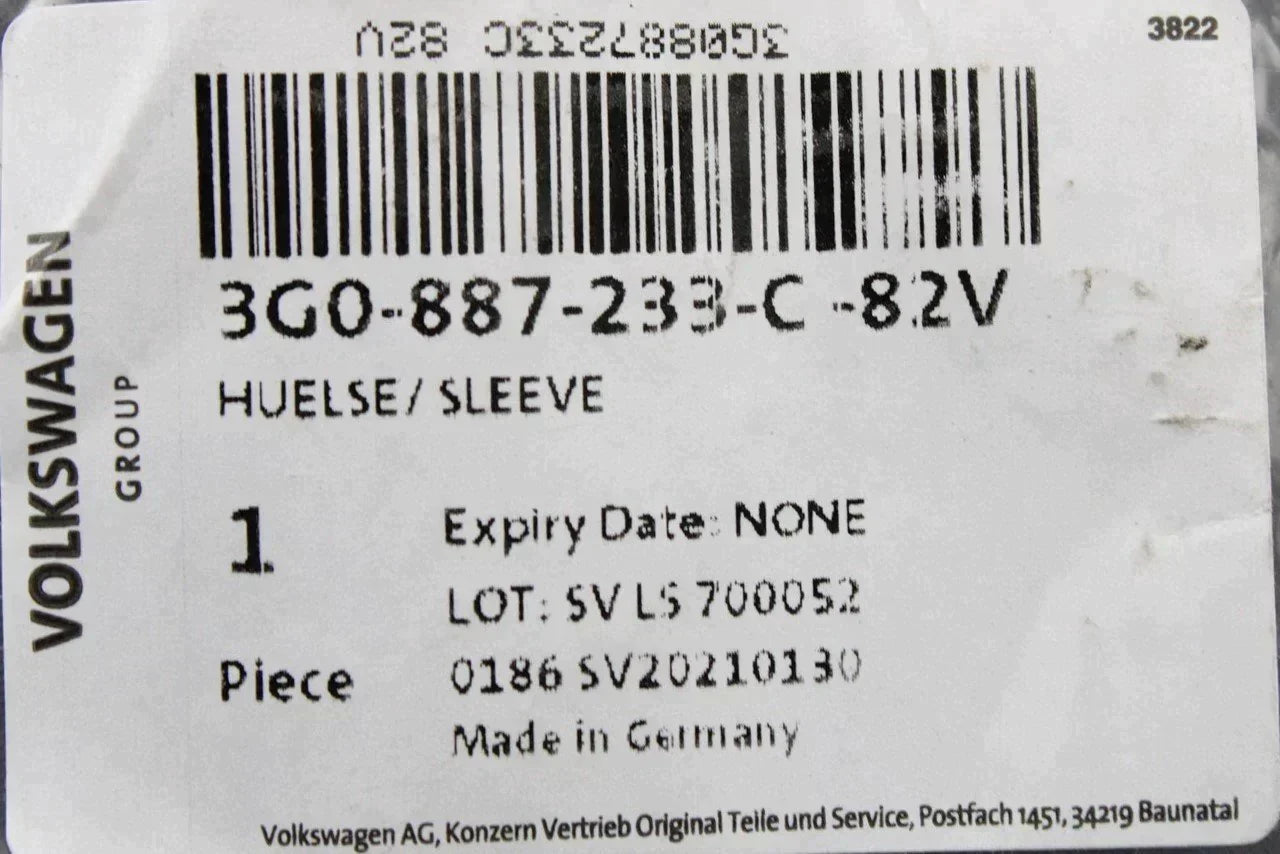 3G0887233C 82V
3822
3G0-887-233-C -82V
HUELSE/ SLEEVE
1
Piece
Expiry Date: NONE
LOT: SV LS 700052
0186 SV20210130
Made in Germany
VOLKSWAGEN
GROUP
Volkswagen AG, Konzern Vertrieb Original Teile und Service, Postfach 1451, 34219 Baunatal